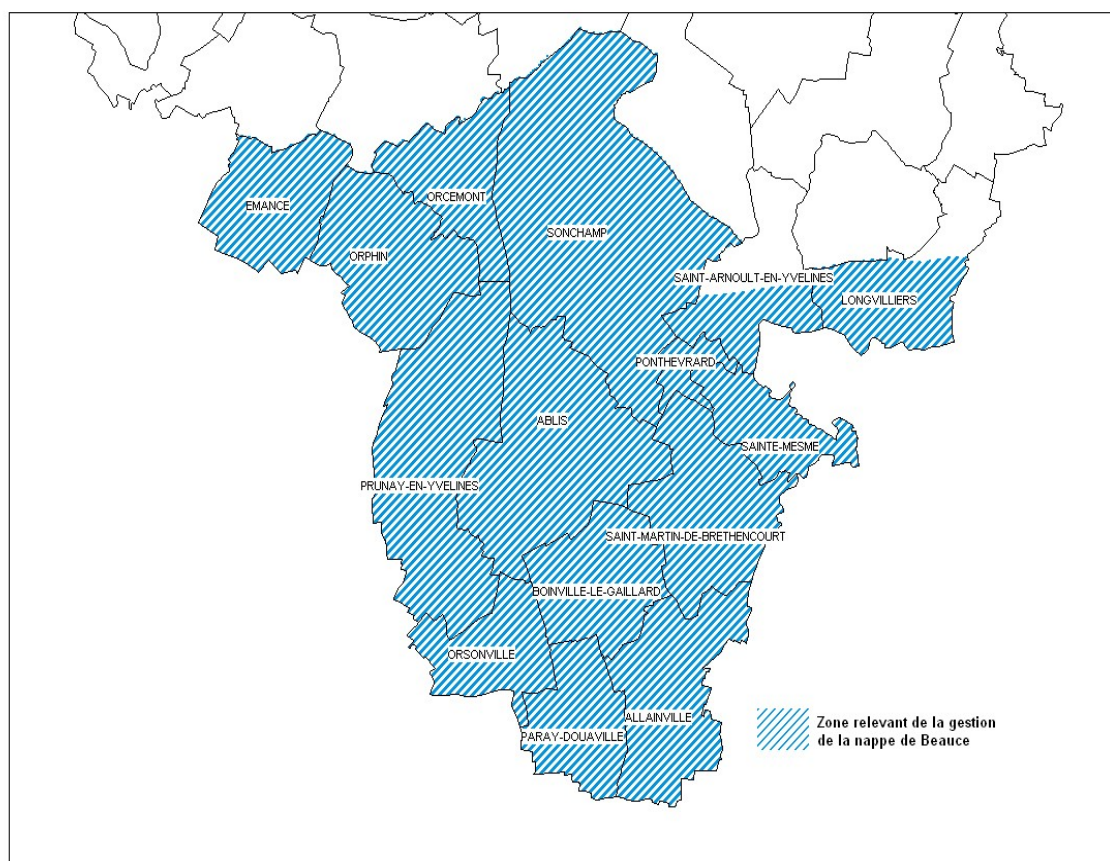 ORCEMONT
EMANCE
SONCHAMP
ORPHIN
SAINT-ARNOULT-EN-YVELINES
LONGVILLIERS
PONTHEVRARD
ABLIS
SAINTE-MESME
PRUNAY-EN-YVELINES
SAINT-MARTIN-DE-BRETHENCOURT
BOINVILLE-LE-GAILLARD
ORSONVILLE
ALLAINVILLE
PARAY-DOUAVILLE
Zone relevant de la gestion
de la nappe de Beauce